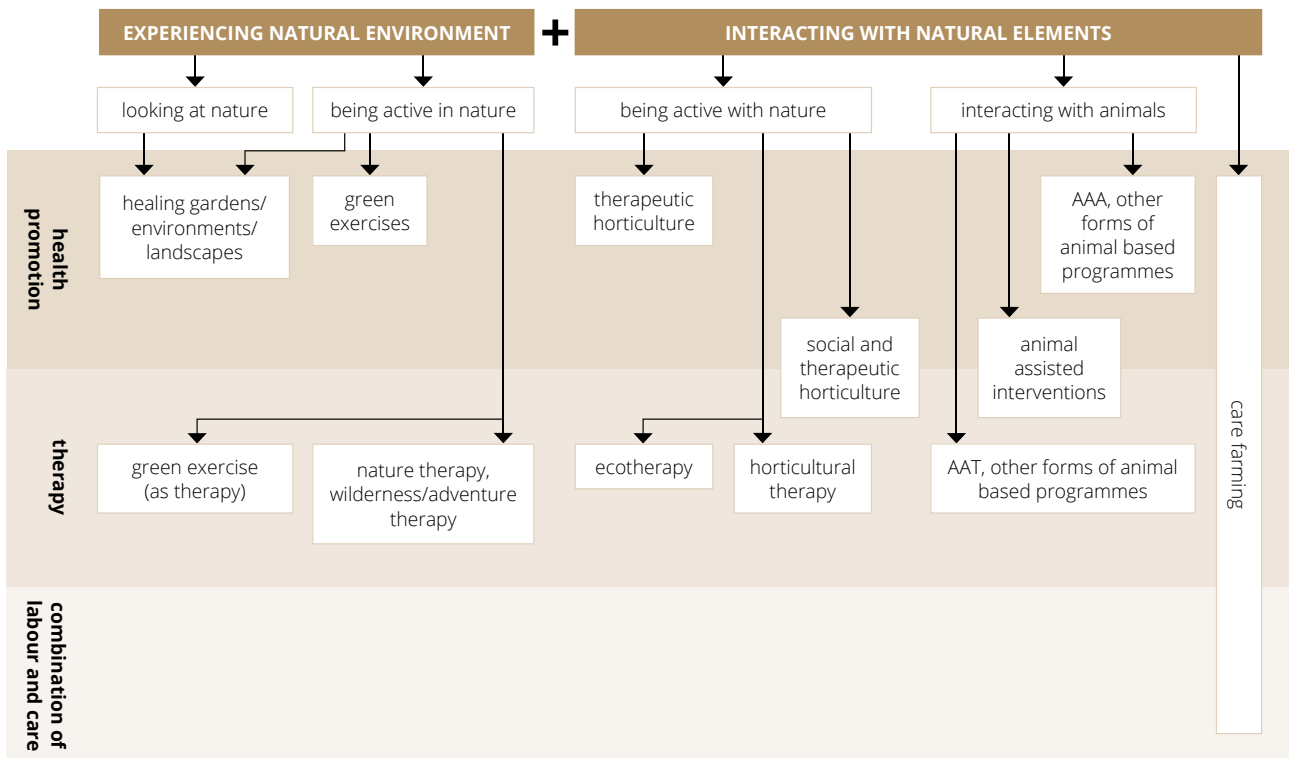 EXPERIENCING NATURAL ENVIRONMENT
+
INTERACTING WITH NATURAL ELEMENTS
looking at nature
being active in nature
being active with nature
interacting with animals
health
promotion
healing gardens/
environments/
landscapes
green
exercises
therapeutic
horticulture
AAA, other
forms of
animal based
programmes
social and
therapeutic
horticulture
animal
assisted
interventions
care farming
therapy
green exercise
(as therapy)
nature therapy,
wilderness/adventure
therapy
ecotherapy
horticultural
therapy
AAT, other forms of animal
based programmes
combination of
labour and care